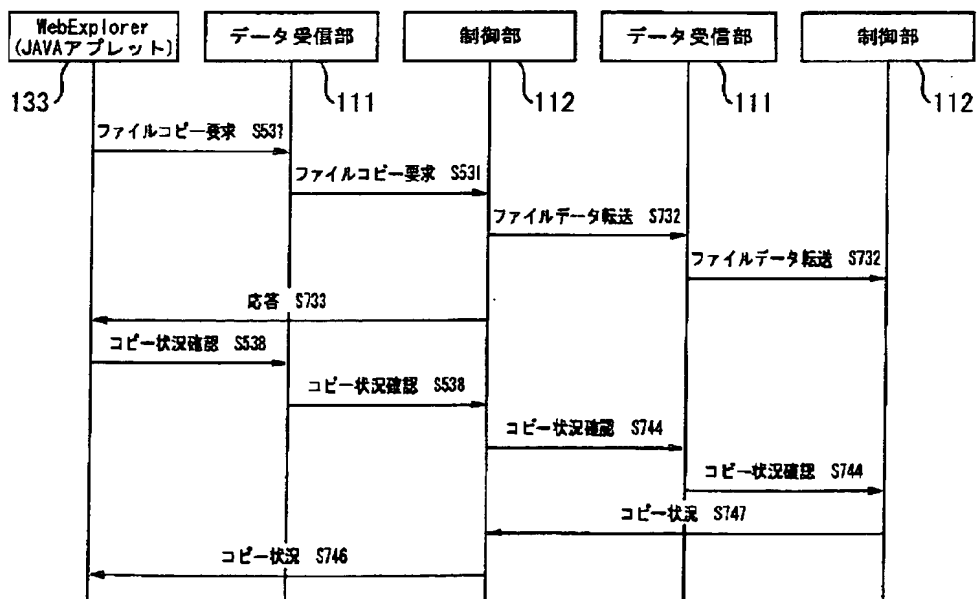 WebExplorer
(JAVAアプレット)
データ受信部
制御部
データ受信部
制御部
133
111
112
111
112
ファイルコピー要求 S531
ファイルコピー要求 S531
ファイルデータ転送 S732
ファイルデータ転送 S732
応答 S733
コピー状況確認 S538
コピー状況確認 S538
コピー状況確認 S744
コピー状況確認 S744
コピー状況 S747
コピー状況 S746